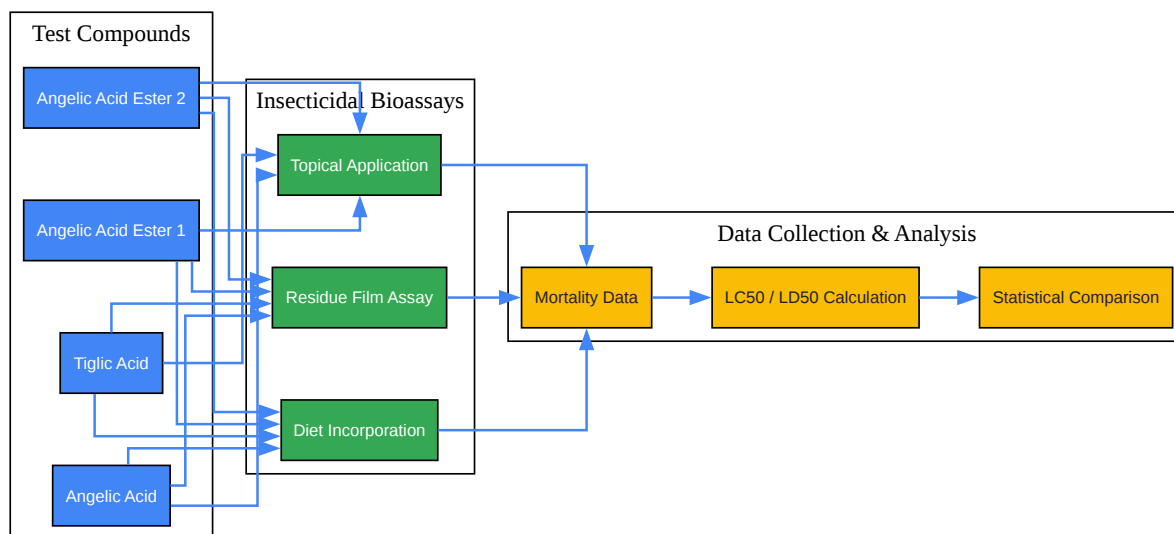 Test Compounds
Angelic Acid Ester 2
Angelic Acid Ester 1
Tiglic Acid
Angelic Acid
Insecticidal Bioassays
Topical Application
Residue Film Assay
Diet Incorporation
Data Collection & Analysis
Mortality Data
LC50 / LD50 Calculation
Statistical Comparison